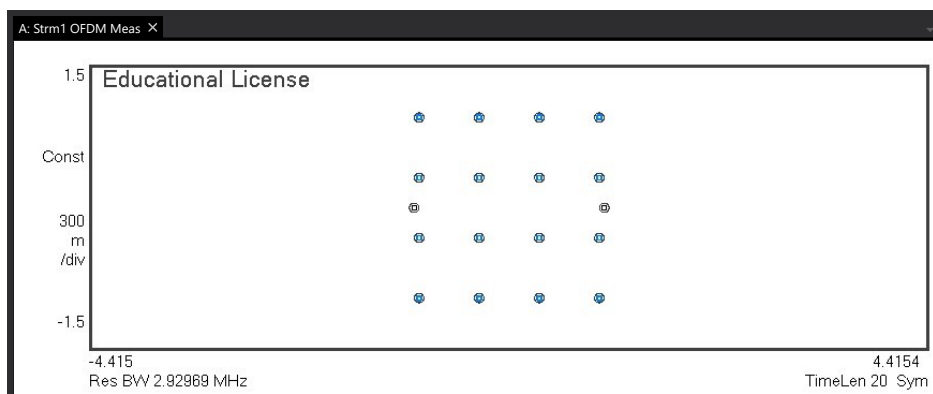 A: Strm1 OFDM Meas ×
1.5
Educational License
Const
300
m
/div
-1.5
-4.415
4.4154
Res BW 2.92969 MHz
TimeLen 20 Sym